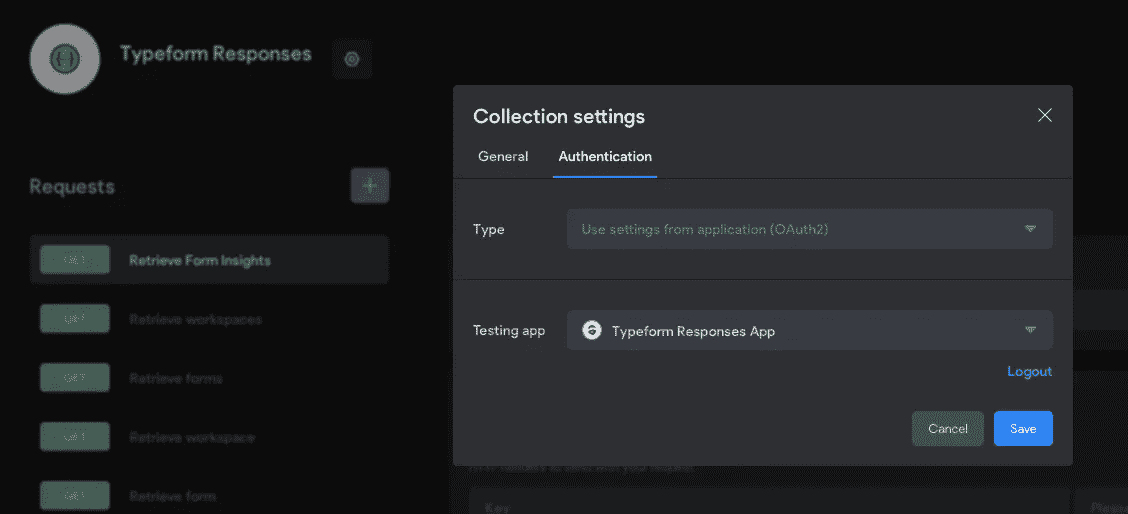 Typeform Responses
Collection settings
General Authentication
Requests
Type Use settings from application (OAuth2)
GET Retrieve Form Insights
GET Retrieve workspaces
Testing app Typeform Responses App
GET Retrieve forms
Logout
GET Retrieve workspace
Cancel Save
GET Retrieve form
Key